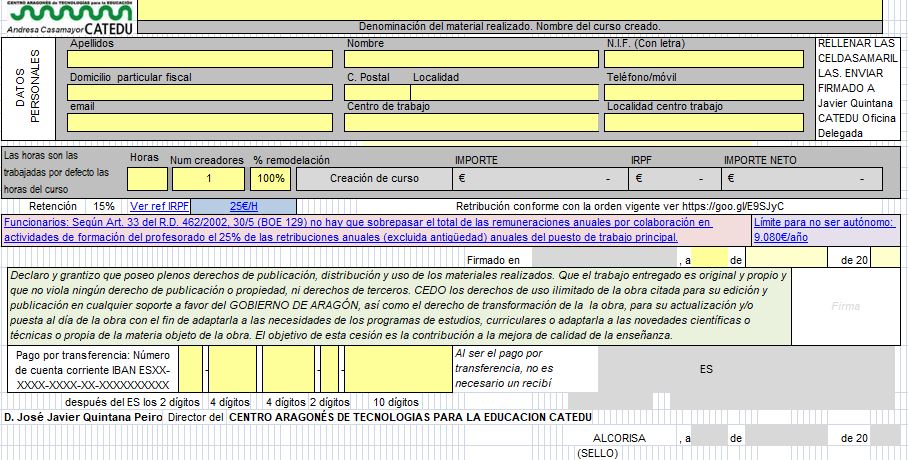 CENTRO ARAGONÉS DE TECNOLOGÍAS PARA LA EDUCACIÓN
Andresa Casamayor CATEDU
Denominación del material realizado. Nombre del curso creado.
DATOS PERSONALES
Apellidos Nombre N.I.F. (Con letra)
Domicilio particular fiscal C. Postal Localidad Teléfono/móvil
email Centro de trabajo Localidad centro trabajo
RELLENAR LAS
CELDASAMARIL
LAS. ENVIAR
FIRMADO A
Javier Quintana
CATEDU Oficina
Delegada
Las horas son las
trabajadas por defecto las
horas del curso
Horas Num creadores % remodelación IMPORTE IRPF IMPORTE NETO
1 100% Creación de curso € - € - € -
Retención 15% Ver ref IRPF 25€/H Retribución conforme con la orden vigente ver https://goo.gl/E9SJyC
Funcionarios: Según Art. 33 del R.D. 462/2002, 30/5 (BOE 129) no hay que sobrepasar el total de las remuneraciones anuales por colaboración en
actividades de formación del profesorado el 25% de las retribuciones anuales (excluida antigüedad) anuales del puesto de trabajo principal.
Límite para no ser autónomo:
9.080€/año
Firmado en , a de de 20
Declaro y grantizo que poseo plenos derechos de publicación, distribución y uso de los materiales realizados. Que el trabajo entregado es original y propio y
que no viola ningún derecho de publicación o propiedad, ni derechos de terceros. CEDO los derechos de uso ilimitado de la obra citada para su edición y
publicación en cualquier soporte a favor del GOBIERNO DE ARAGÓN, así como el derecho de transformación de la la obra, para su actualización y/o
puesta al día de la obra con el fin de adaptarla a las necesidades de los programas de estudios, curriculares o adaptarla a las novedades científicas o
técnicas o propia de la materia objeto de la obra. El objetivo de esta cesión es la contribución a la mejora de calidad de la enseñanza.
Firma
Pago por transferencia: Número
de cuenta corriente IBAN ESXX-
XXXX-XXXX-XX-XXXXXXXXXX
- - - -
Al ser el pago por
transferencia, no es
necesario un recibí
ES
después del ES los 2 dígitos 4 dígitos 4 dígitos 2 dígitos 10 dígitos
D. José Javier Quintana Peiro Director del CENTRO ARAGONÉS DE TECNOLOGIAS PARA LA EDUCACION CATEDU
ALCORISA , a de de 20
(SELLO)